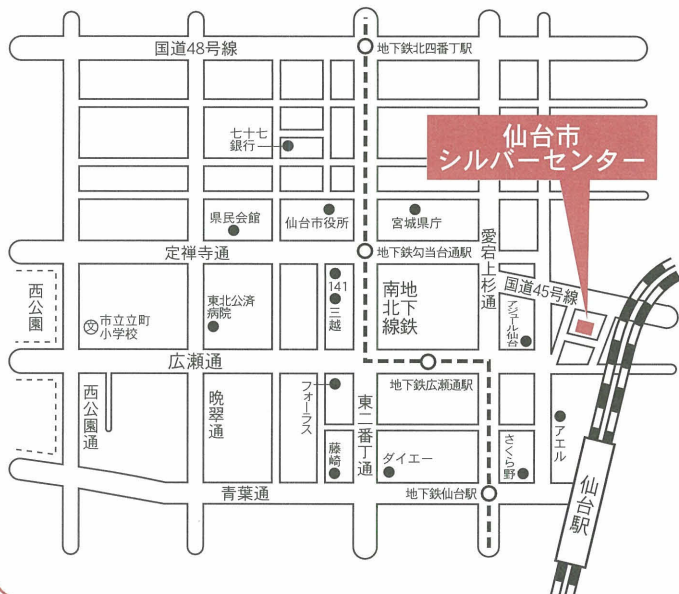 国道48号線
地下鉄北四番丁駅
七十七
銀行
仙台市
シルバーセンター
県民会館
仙台市役所
宮城県庁
定禅寺通
地下鉄勾当台通駅
愛宕上杉通
国道45号線
西公園
文
市立立町
小学校
東北公済
病院
141
三越
地下鉄
南北線
アジュール仙台
広瀬通
地下鉄広瀬通駅
西公園通
晩翠通
フォーラス
東二番丁通
アエル
藤崎
ダイエー
さくら野
青葉通
地下鉄仙台駅
仙台駅